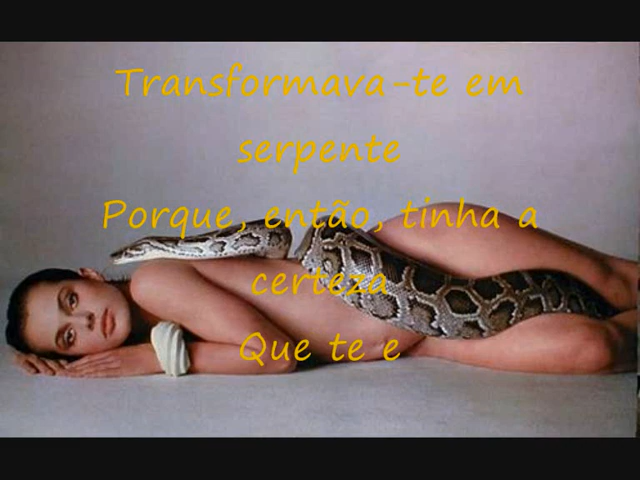 Transformava-te em
serpente
Porque, então, tinha a
certeza
Que te e